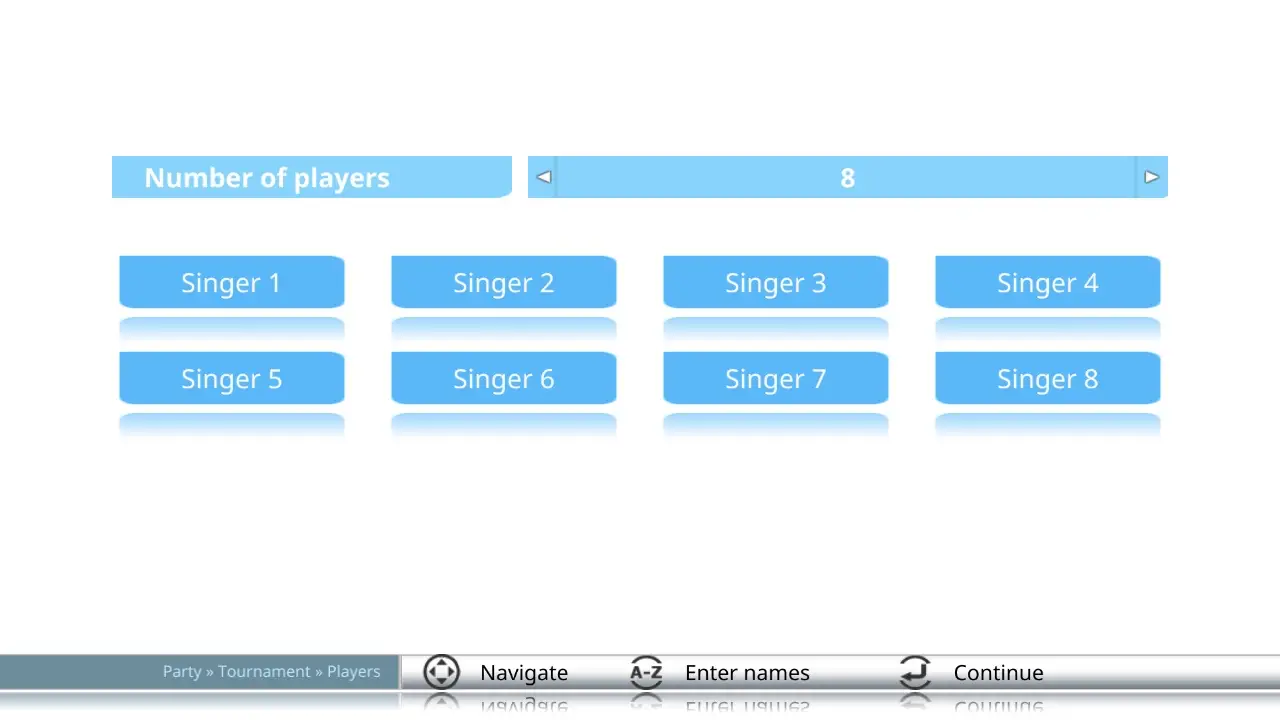 Number of players
8
Singer 1
Singer 2
Singer 3
Singer 4
Singer 5
Singer 6
Singer 7
Singer 8
Party » Tournament » Players
Navigate
A-Z
Enter names
Continue